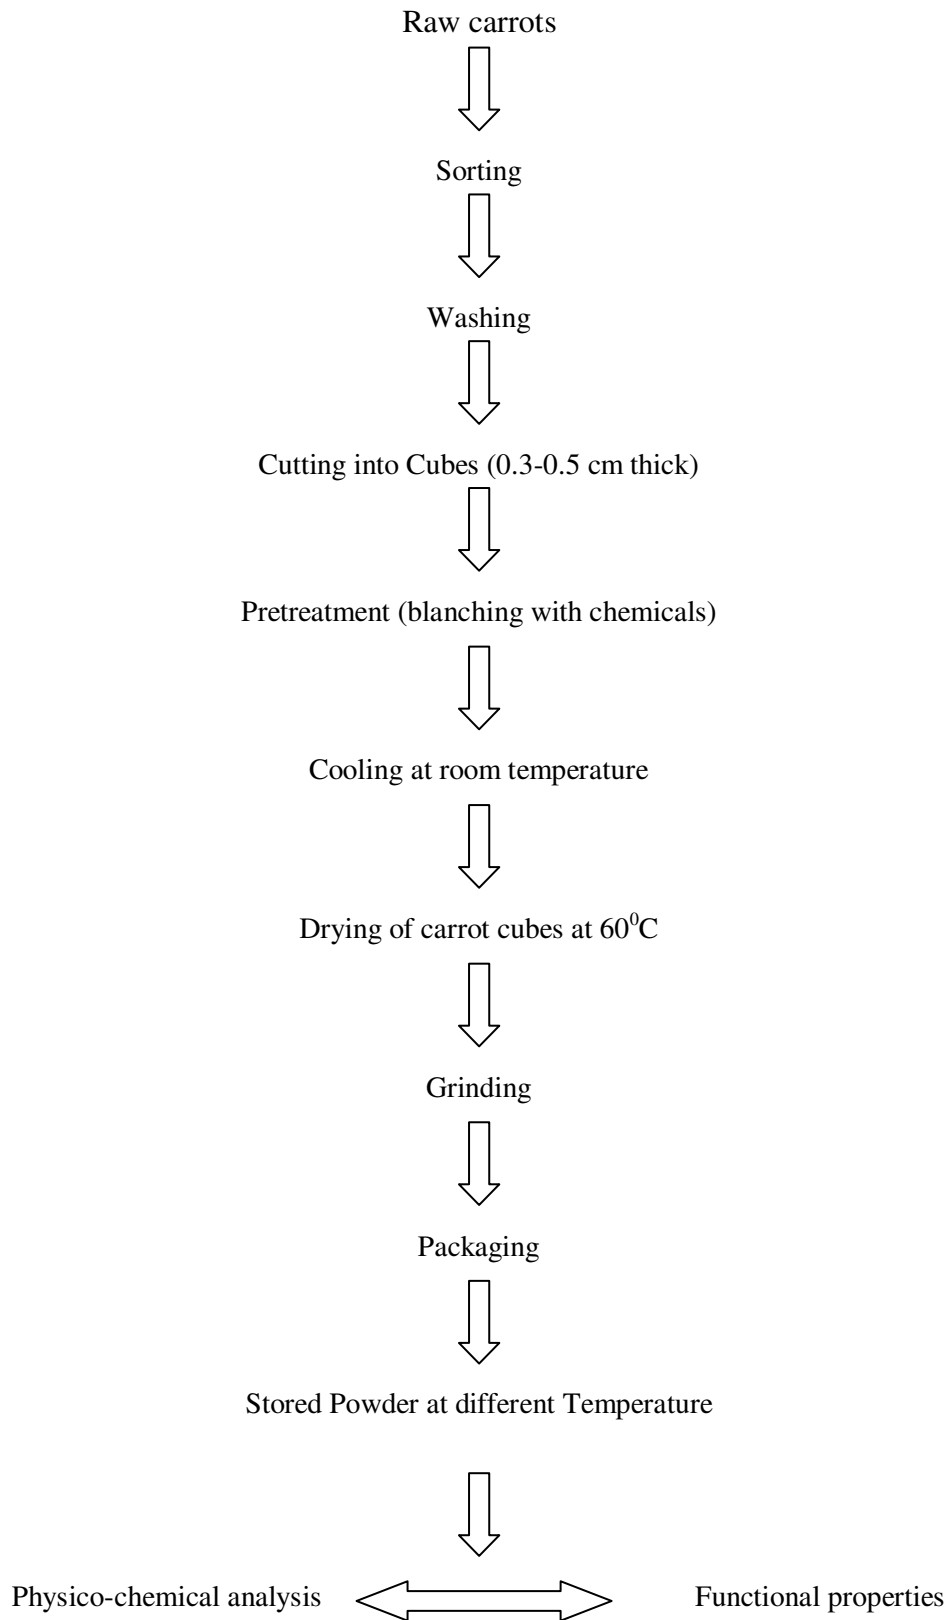 Raw carrots
Sorting
Washing
Cutting into Cubes (0.3-0.5 cm thick)
Pretreatment (blanching with chemicals)
Cooling at room temperature
Drying of carrot cubes at 60⁰C
Grinding
Packaging
Stored Powder at different Temperature
Physico-chemical analysis Functional properties